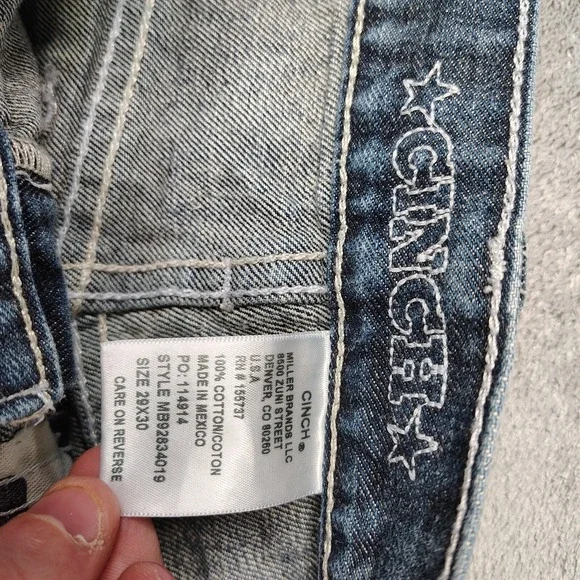 CINCH
CINCH®
MILLER BRANDS LLC
8500 ZUNI STREET
DENVER, CO 80260
U.S.A
RN # 155737
100% COTTON/COTON
MADE IN MEXICO
PO: 114914
STYLE MB92834019
SIZE 29X30
CARE ON REVERSE